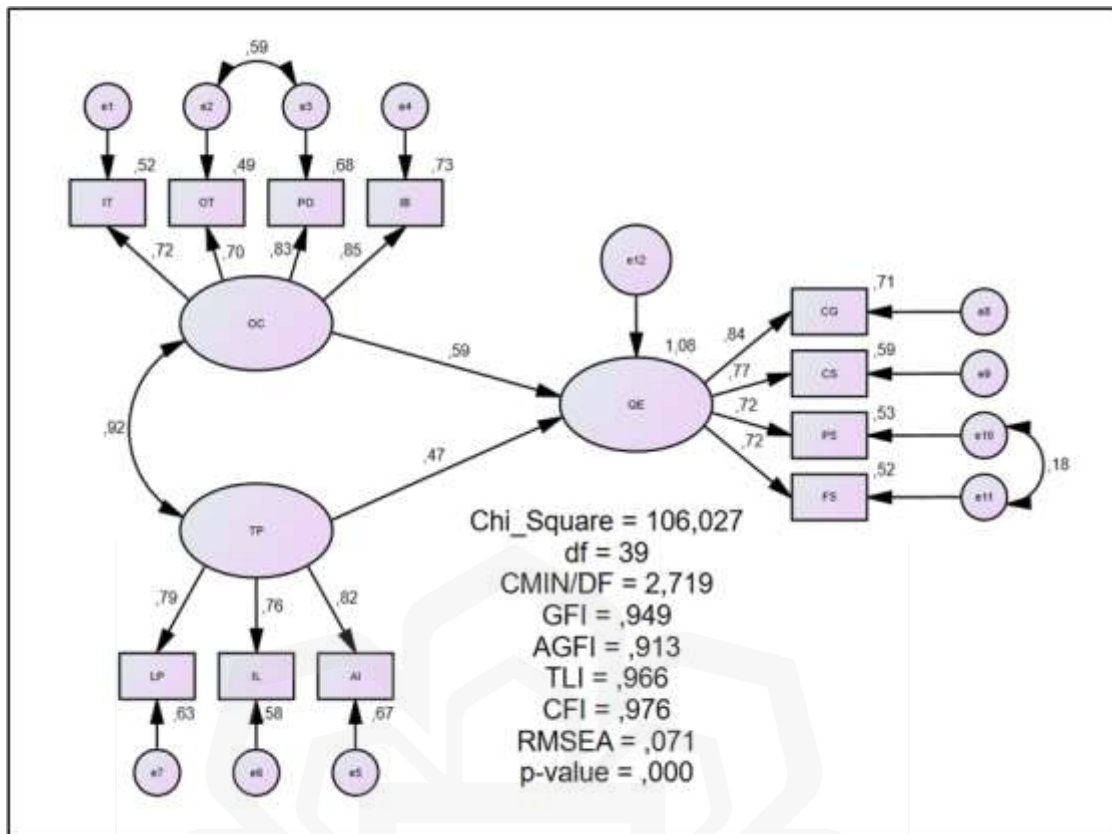 ,59
e1
e2
e3
e4
,52
,49
,68
,73
IT
OT
PO
IB
,72
,70
,83
,85
OC
e12
,59
1,08
OE
,84
,77
,72
,72
,71
CG
e8
,59
CS
e9
,53
PS
e10
,52
FS
e11
,18
,92
,47
TP
,79
,76
,82
LP
IL
AI
,63
,58
,67
e7
e6
e5
Chi_Square = 106,027
df = 39
CMIN/DF = 2,719
GFI = ,949
AGFI = ,913
TLI = ,966
CFI = ,976
RMSEA = ,071
p-value = ,000